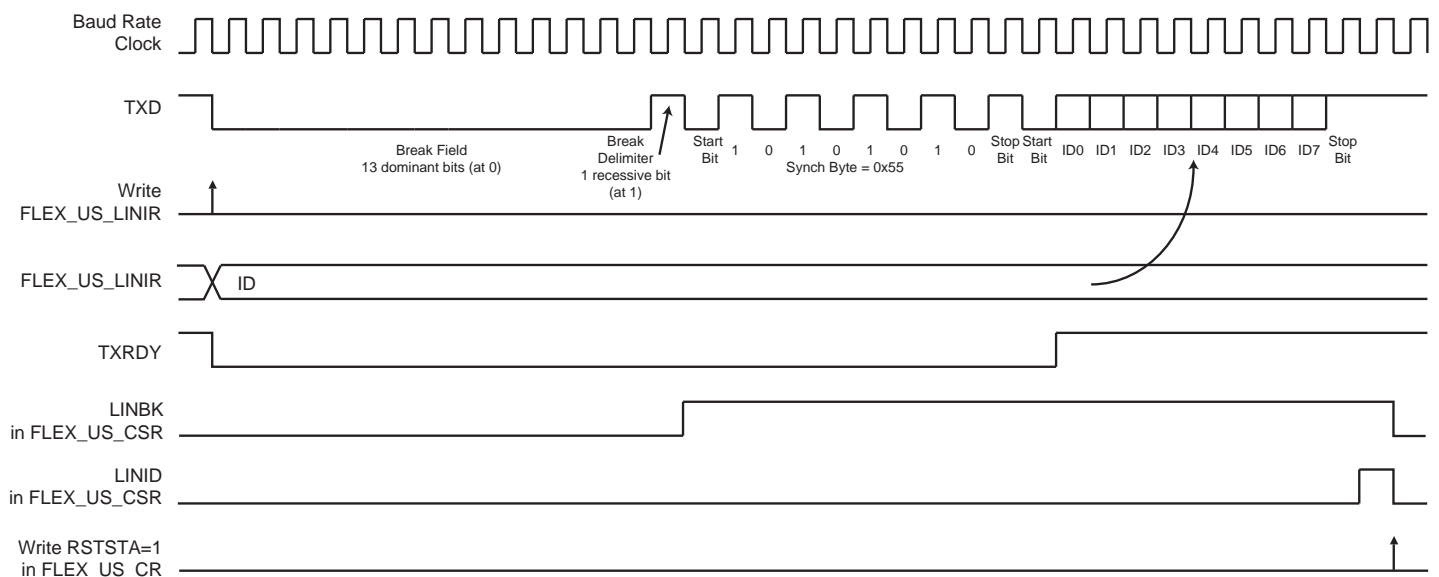 Baud Rate
Clock
TXD
Break Field
13 dominant bits (at 0)
Break
Delimiter
1 recessive bit
(at 1)
Start
Bit
1 0 1 0 1 0 1 0
Synch Byte = 0x55
Stop
Bit
Start
Bit
ID0 ID1 ID2 ID3 ID4 ID5 ID6 ID7
Stop
Bit
Write
FLEX_US_LINIR
FLEX_US_LINIR
ID
TXRDY
LINBK
in FLEX_US_CSR
LINID
in FLEX_US_CSR
Write RSTSTA=1
in FLEX_US_CR